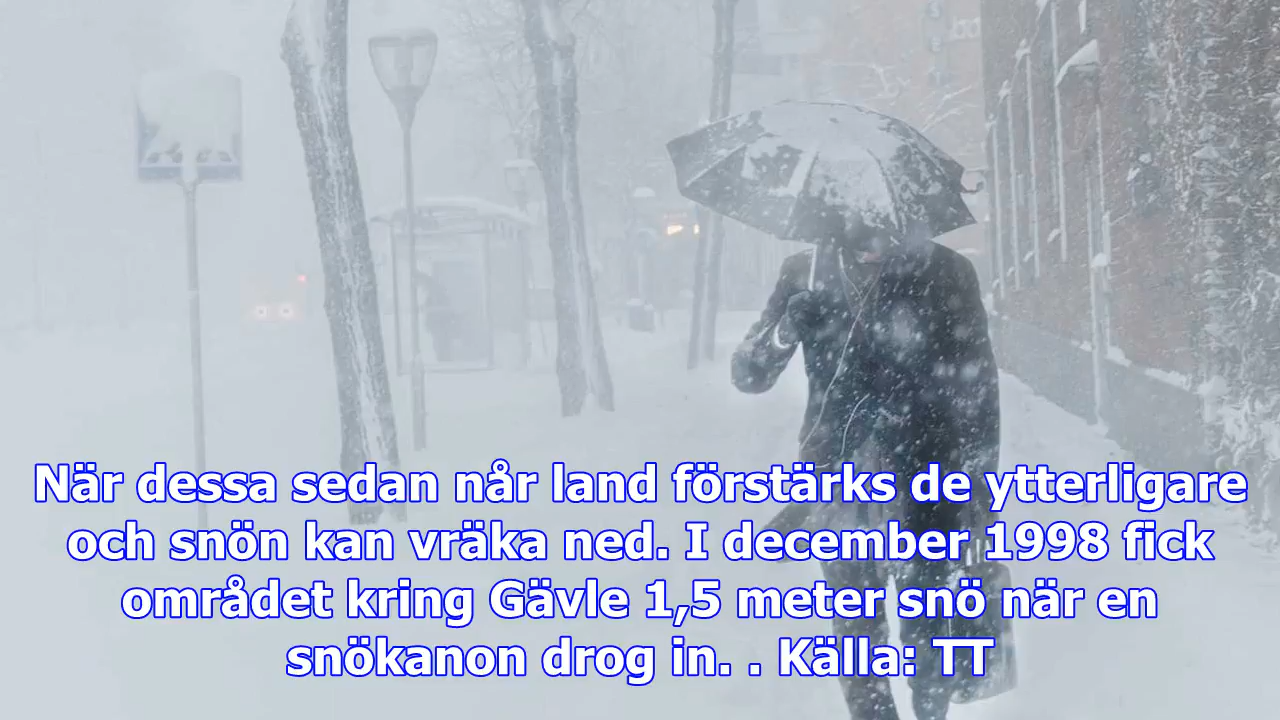 När dessa sedan når land förstärks de ytterligare
och snön kan vräka ned. I december 1998 fick
området kring Gävle 1,5 meter snö när en
snökanon drog in. . Källa: TT